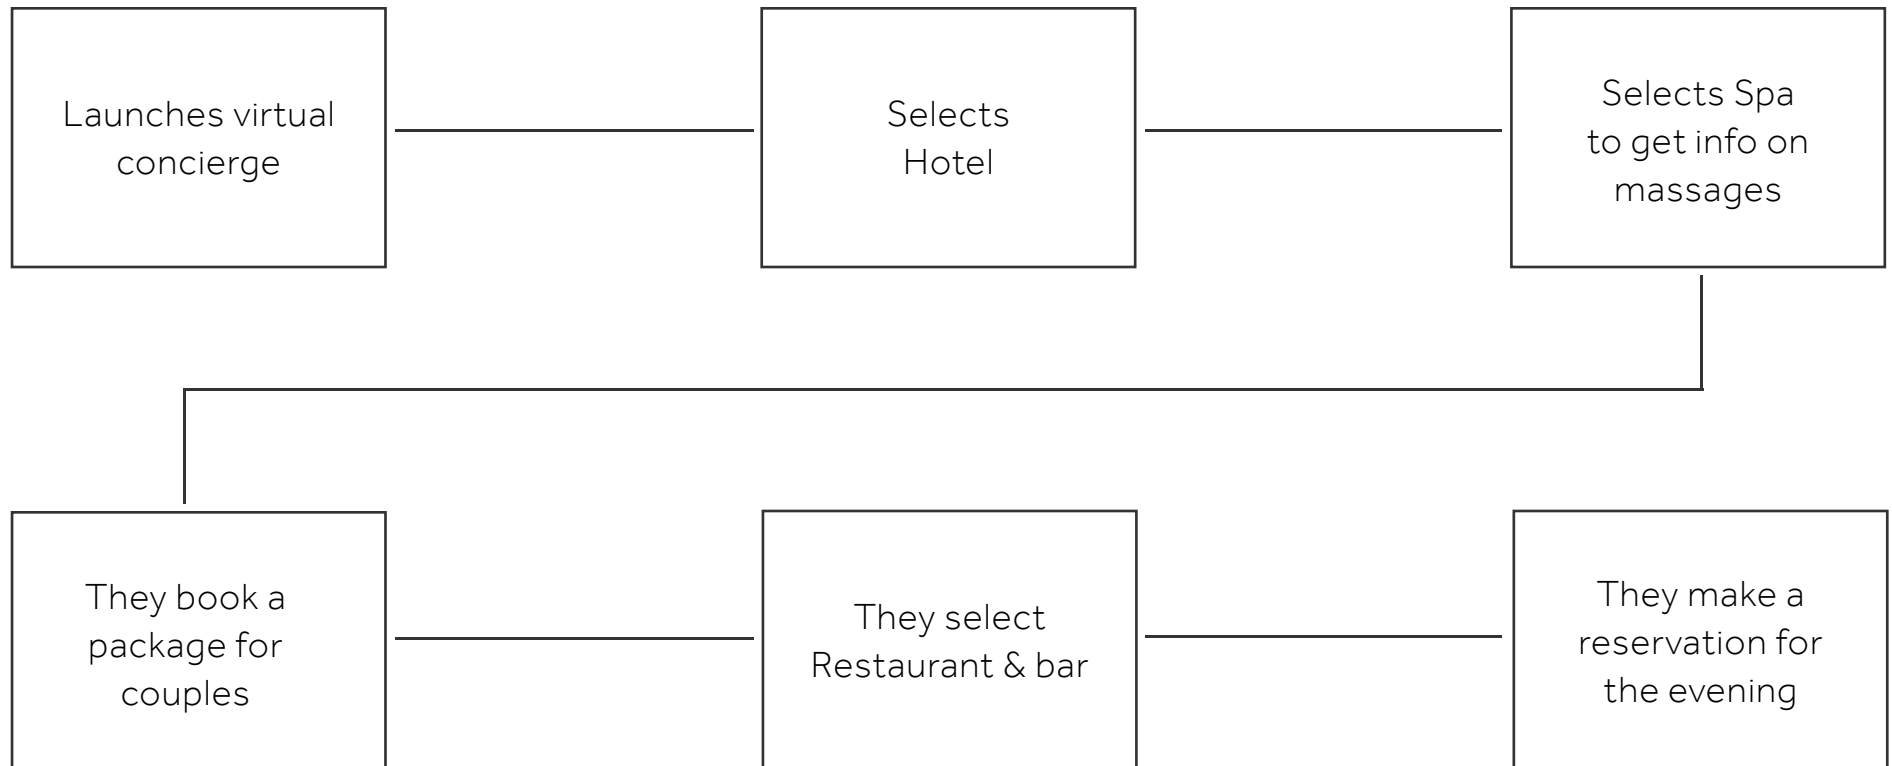 Launches virtual
concierge
Selects
Hotel
Selects Spa
to get info on
massages
They book a
package for
couples
They select
Restaurant & bar
They make a
reservation for
the evening